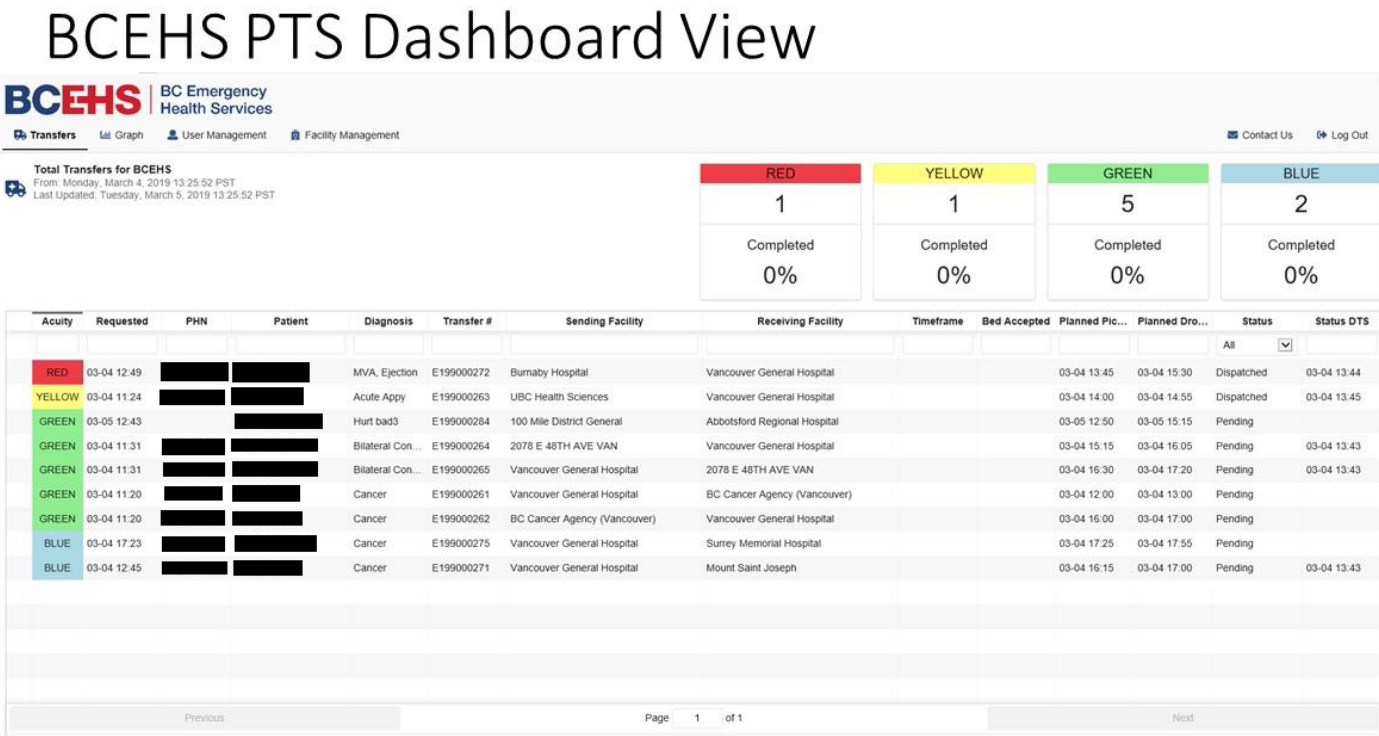 BCEHS PTS Dashboard View
BCEHS BC Emergency
Health Services
Transfers Graph User Management Facility Management Contact Us Log Out
Total Transfers for BCEHS
From: Monday, March 4, 2019 13:25:52 PST
Last Updated: Tuesday, March 5, 2019 13:25:52 PST
RED YELLOW GREEN BLUE
1 1 5 2
Completed Completed Completed Completed
0% 0% 0% 0%
Acuity Requested PHN Patient Diagnosis Transfer # Sending Facility Receiving Facility Timeframe Bed Accepted Planned Pic... Planned Dro... Status Status DTS
All
RED 03-04 12:49 MVA, Ejection E199000272 Burnaby Hospital Vancouver General Hospital 03-04 13:45 03-04 15:30 Dispatched 03-04 13:44
YELLOW 03-04 11:24 Acute Appy E199000263 UBC Health Sciences Vancouver General Hospital 03-04 14:00 03-04 14:55 Dispatched 03-04 13:45
GREEN 03-05 12:43 Hurt bad3 E199000284 100 Mile District General Abbotsford Regional Hospital 03-05 12:50 03-05 15:15 Pending
GREEN 03-04 11:31 Bilateral Con... E199000264 2078 E 48TH AVE VAN Vancouver General Hospital 03-04 15:15 03-04 16:05 Pending 03-04 13:43
GREEN 03-04 11:31 Bilateral Con... E199000265 Vancouver General Hospital 2078 E 48TH AVE VAN 03-04 16:30 03-04 17:20 Pending 03-04 13:43
GREEN 03-04 11:20 Cancer E199000261 Vancouver General Hospital BC Cancer Agency (Vancouver) 03-04 12:00 03-04 13:00 Pending
GREEN 03-04 11:20 Cancer E199000262 BC Cancer Agency (Vancouver) Vancouver General Hospital 03-04 16:00 03-04 17:00 Pending
BLUE 03-04 17:23 Cancer E199000275 Vancouver General Hospital Surrey Memorial Hospital 03-04 17:25 03-04 17:55 Pending
BLUE 03-04 12:45 Cancer E199000271 Vancouver General Hospital Mount Saint Joseph 03-04 16:15 03-04 17:00 Pending 03-04 13:43
Previous Page 1 of 1 Next